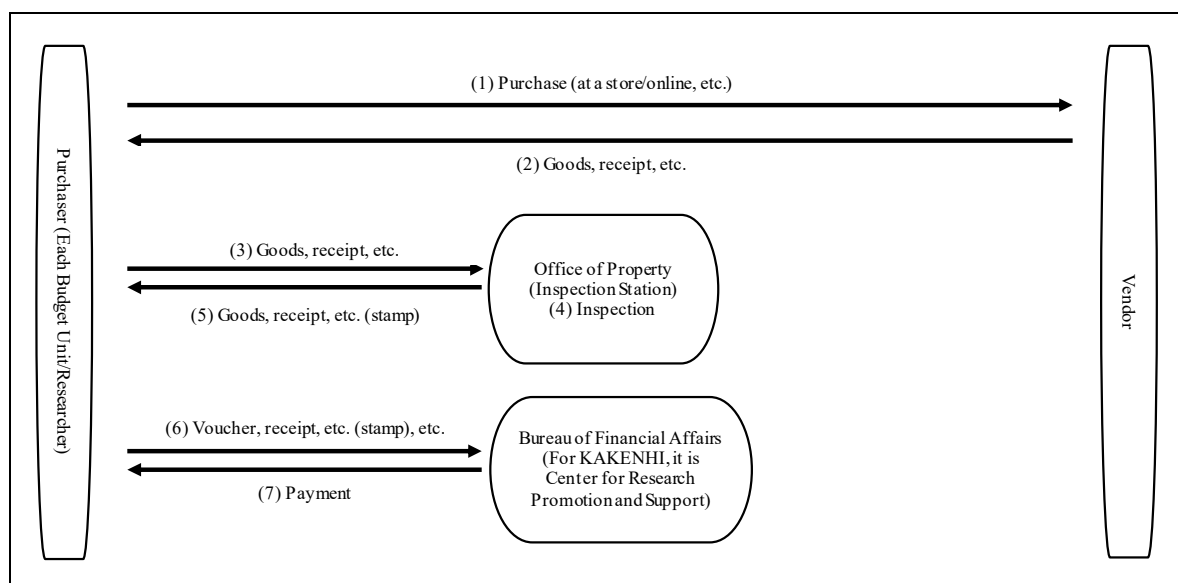 (1) Purchase (at a store/online, etc.)
(2) Goods, receipt, etc.
Purchaser (Each Budget Unit/Researcher)
Vendor
(3) Goods, receipt, etc.
(5) Goods, receipt, etc. (stamp)
Office of Property
(Inspection Station)
(4) Inspection
(6) Voucher, receipt, etc. (stamp), etc.
(7) Payment
Bureau of Financial Affairs
(For KAKENHI, it is
Center for Research
Promotion and Support)